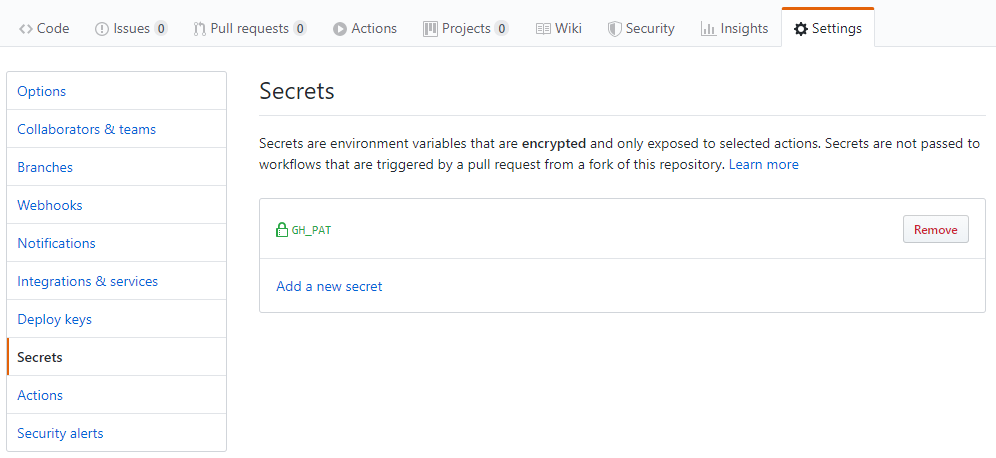 Code Issues 0 Pull requests 0 Actions Projects 0 Wiki Security Insights Settings
Options
Collaborators & teams
Branches
Webhooks
Notifications
Integrations & services
Deploy keys
Secrets
Actions
Security alerts
Secrets
Secrets are environment variables that are encrypted and only exposed to selected actions. Secrets are not passed to
workflows that are triggered by a pull request from a fork of this repository. Learn more
GH_PAT Remove
Add a new secret